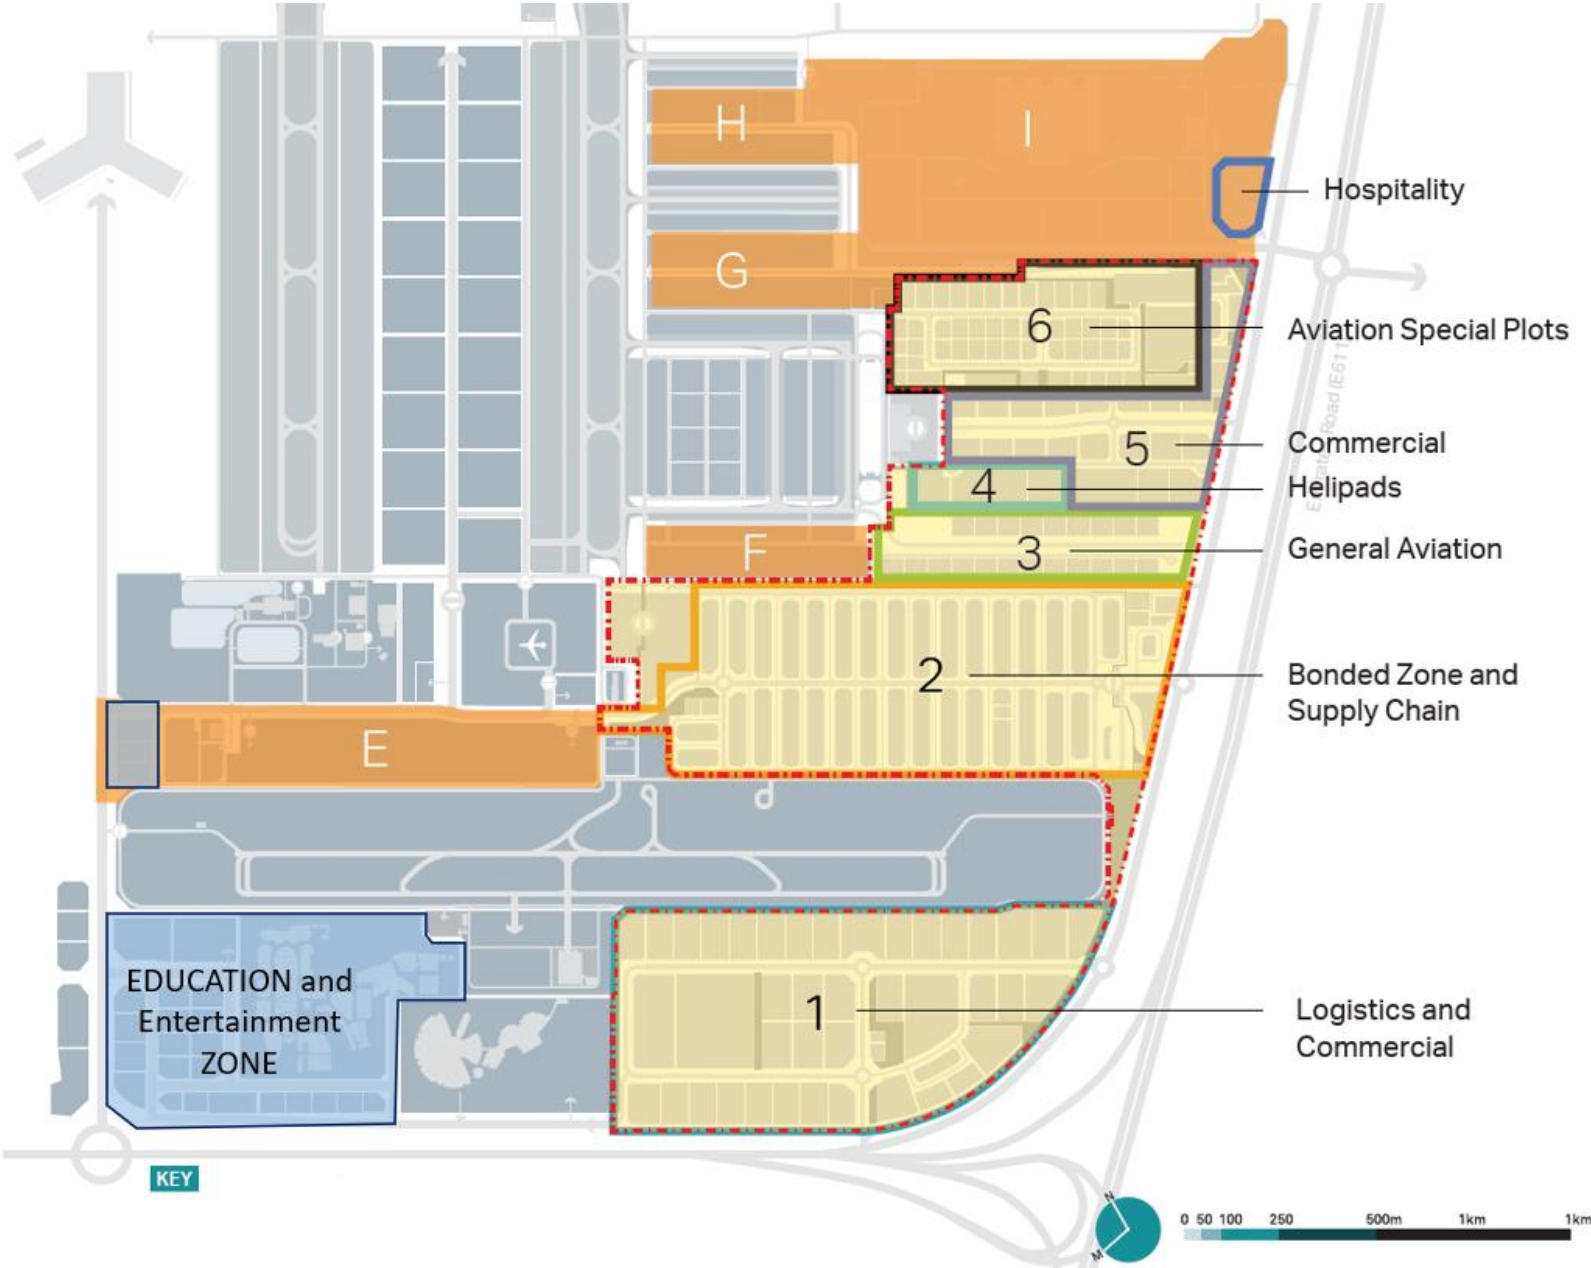 H
I
Hospitality
G
6
Aviation Special Plots
5
Commercial
4
Helipads
F
3
General Aviation
2
Bonded Zone and
Supply Chain
E
EDUCATION and
Entertainment
ZONE
1
Logistics and
Commercial
KEY
N
M
0 50 100 250 500m 1km 1km